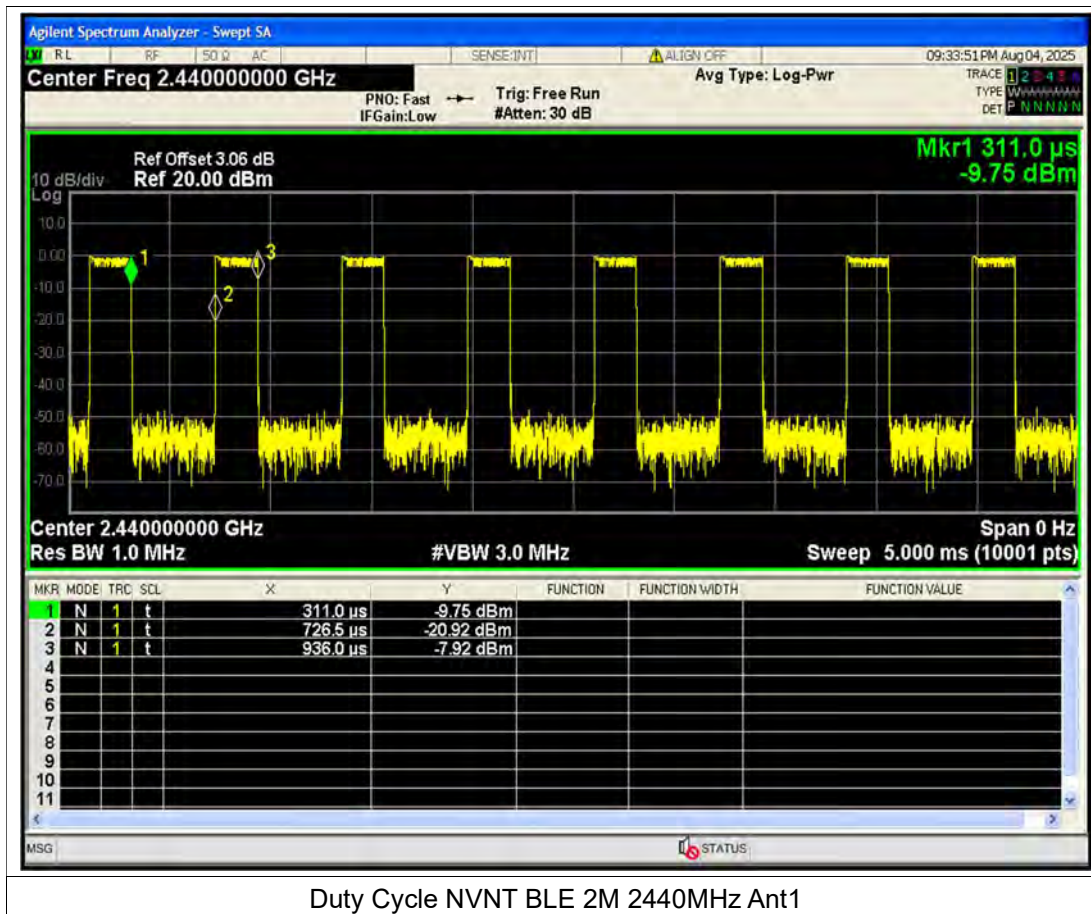 Agilent Spectrum Analyzer - Swept SA
LXI RL RF 50 Ω AC SENSE:INT ALIGN OFF 09:33:51 PM Aug 04, 2025
Center Freq 2.440000000 GHz Avg Type: Log-Pwr TRACE 1 2 3 4 5 6
PNO: Fast Trig: Free Run TYPE
IFGain:Low #Atten: 30 dB DET P N N N N N
Mkr1 311.0 µs
Ref Offset 3.06 dB
10 dB/div Ref 20.00 dBm -9.75 dBm
Log
10.0
0.00
-10.0
-20.0
-30.0
-40.0
-50.0
-60.0
-70.0
1
2
3
Center 2.440000000 GHz Span 0 Hz
Res BW 1.0 MHz #VBW 3.0 MHz Sweep 5.000 ms (10001 pts)
MKR MODE TRC SCL X Y FUNCTION FUNCTION WIDTH FUNCTION VALUE
1 N 1 t 311.0 µs -9.75 dBm
2 N 1 t 726.5 µs -20.92 dBm
3 N 1 t 936.0 µs -7.92 dBm
4
5
6
7
8
9
10
11
MSG STATUS
Duty Cycle NVNT BLE 2M 2440MHz Ant1